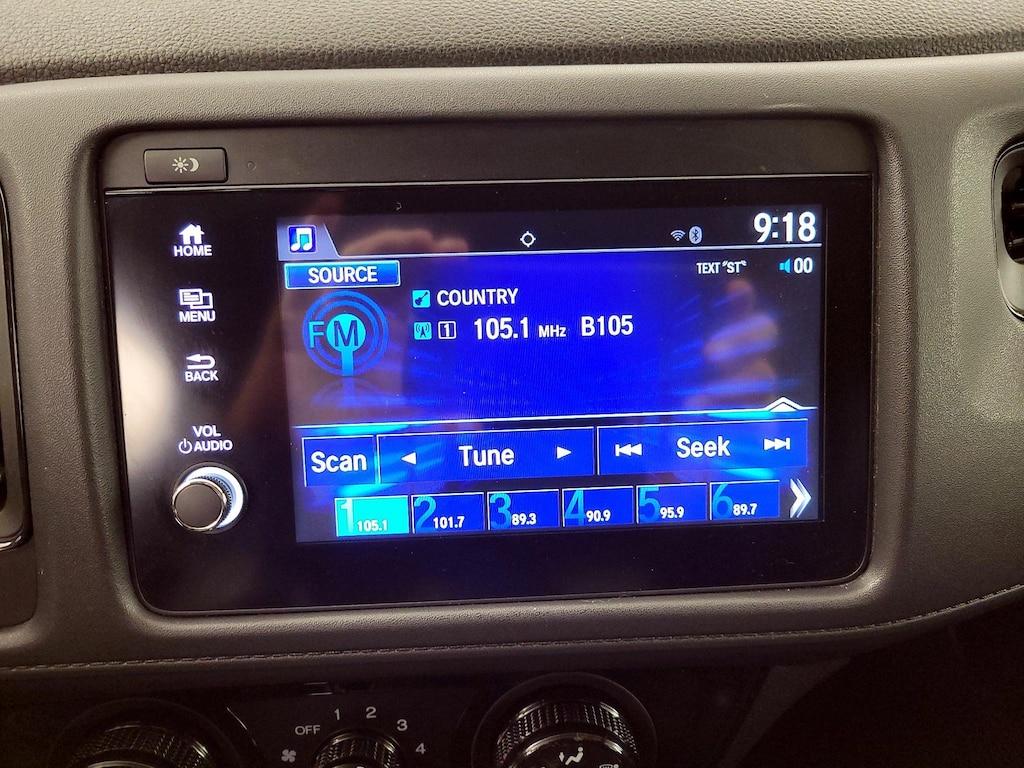 HOME
MENU
BACK
VOL
AUDIO
9:18
SOURCE
TEXT "ST"
00
FM
COUNTRY
1 105.1 MHz B105
Scan Tune Seek
1 105.1 2 101.7 3 89.3 4 90.9 5 95.9 6 89.7
OFF 1 2 3 4